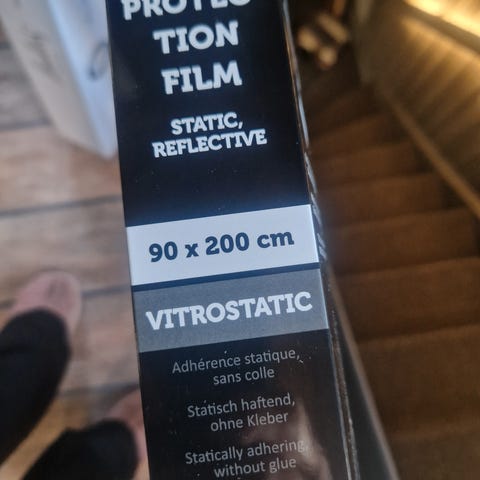 PROTEC
TION
FILM
STATIC,
REFLECTIVE
90 x 200 cm
VITROSTATIC
Adhérence statique,
sans colle
Statisch haftend,
ohne Kleber
Statically adhering,
without glue